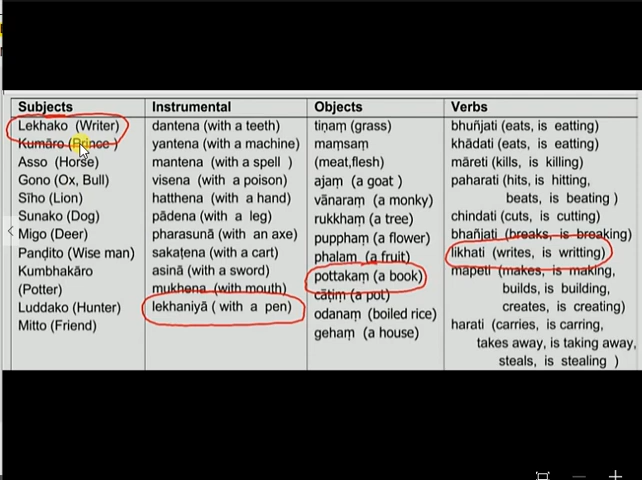 Subjects Instrumental Objects Verbs
Lekhako (Writer) dantena (with a teeth) tiṇaṃ (grass) bhuñjati (eats, is eatting)
Kumāro (Prince ) yantena (with a machine) maṃsaṃ khādati (eats, is eatting)
Asso (Horse) mantena (with a spell ) (meat,flesh) māreti (kills, is killing)
Gono (Ox, Bull) visena (with a poison) ajaṃ (a goat ) paharati (hits, is hitting,
Sīho (Lion) hatthena (with a hand) vānaraṃ (a monky) beats, is beating )
Sunako (Dog) pādena (with a leg) rukkhaṃ (a tree) chindati (cuts, is cutting)
Migo (Deer) pharasunā (with an axe) pupphaṃ (a flower) bhañjati (breaks, is breaking)
Paṇḍito (Wise man) sakaṭena (with a cart) phalaṃ (a fruit) likhati (writes, is writting)
Kumbhakāro asinā (with a sword) pottakaṃ (a book) māpeti (makes, is making,
(Potter) mukhena (with mouth) cāṭiṃ (a pot) builds, is building,
Luddako (Hunter) lekhaniyā ( with a pen) odanaṃ (boiled rice) creates, is creating)
Mitto (Friend) gehaṃ (a house) harati (carries, is carring,
takes away, is taking away,
steals, is stealing )